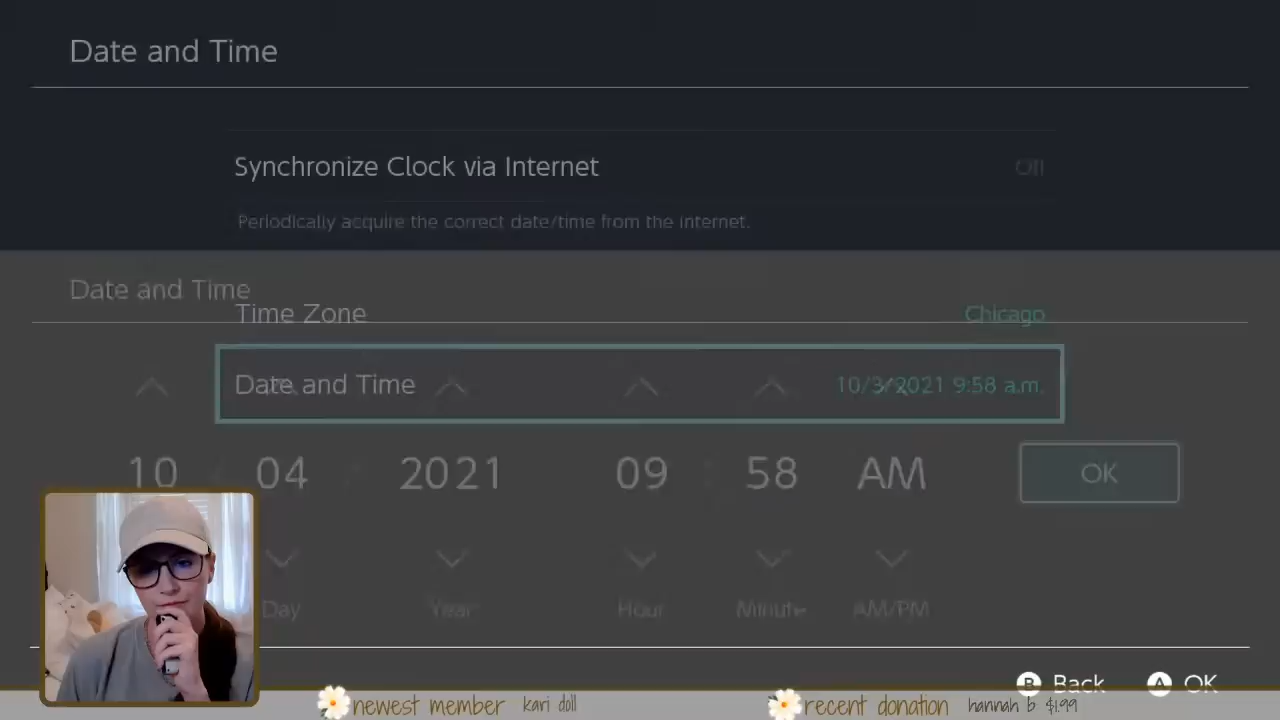 Date and Time
Synchronize Clock via Internet Off
Periodically acquire the correct date/time from the internet.
Date and Time
Time Zone Chicago
Date and Time 10/3/2021 9:58 a.m.
10 04 2021 09 58 AM OK
Day Year Hour Minute AM/PM
B Back A OK
newest member kari doll recent donation hannah b $1.99